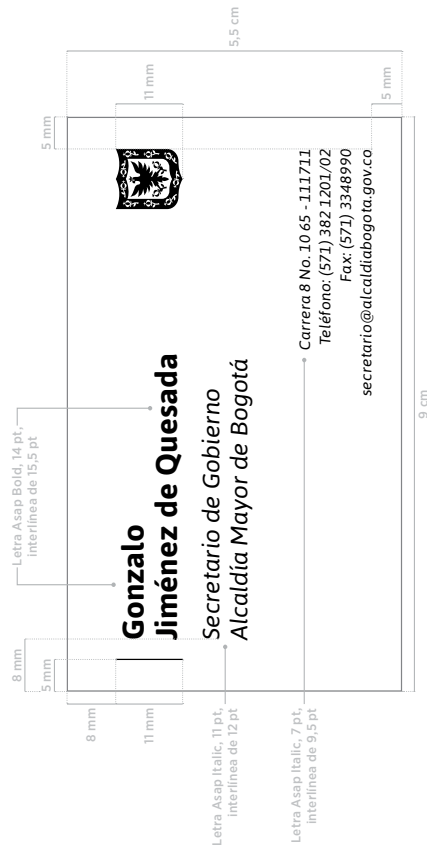 Letra Asap Bold, 14 pt,
interlínea de 15,5 pt
8 mm
5 mm
5 mm
8 mm
11 mm
11 mm
5,5 cm
5 mm
9 cm
Gonzalo
Jiménez de Quesada
Secretario de Gobierno
Alcaldía Mayor de Bogotá
Carrera 8 No. 10 65 - 111711
Teléfono: (571) 382 1201/02
Fax: (571) 3348990
secretario@alcaldiabogota.gov.co
Letra Asap Italic, 11 pt,
interlínea de 12 pt
Letra Asap Italic, 7 pt,
interlínea de 9,5 pt